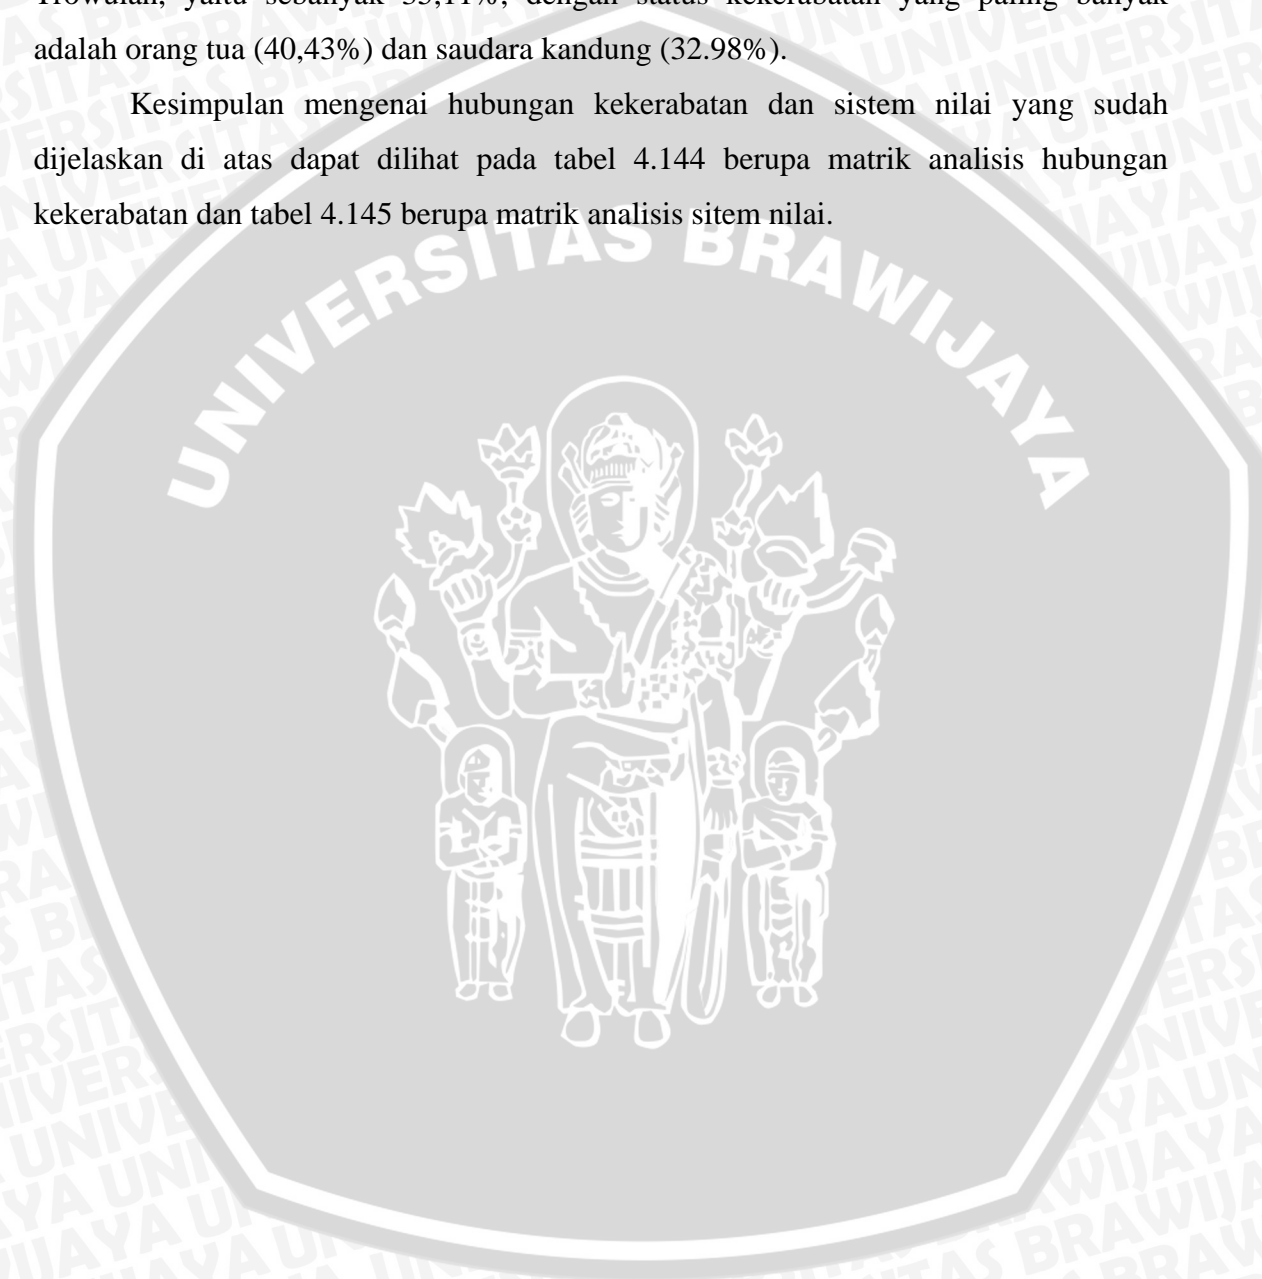 Trowulan, yaitu sebanyak 35,11%, dengan status kekerabatan yang paling banyak
adalah orang tua (40,43%) dan saudara kandung (32.98%).
Kesimpulan mengenai hubungan kekerabatan dan sistem nilai yang sudah
dijelaskan di atas dapat dilihat pada tabel 4.144 berupa matrik analisis hubungan
kekerabatan dan tabel 4.145 berupa matrik analisis sitem nilai.
UNIVERSITAS BRAWIJAYA